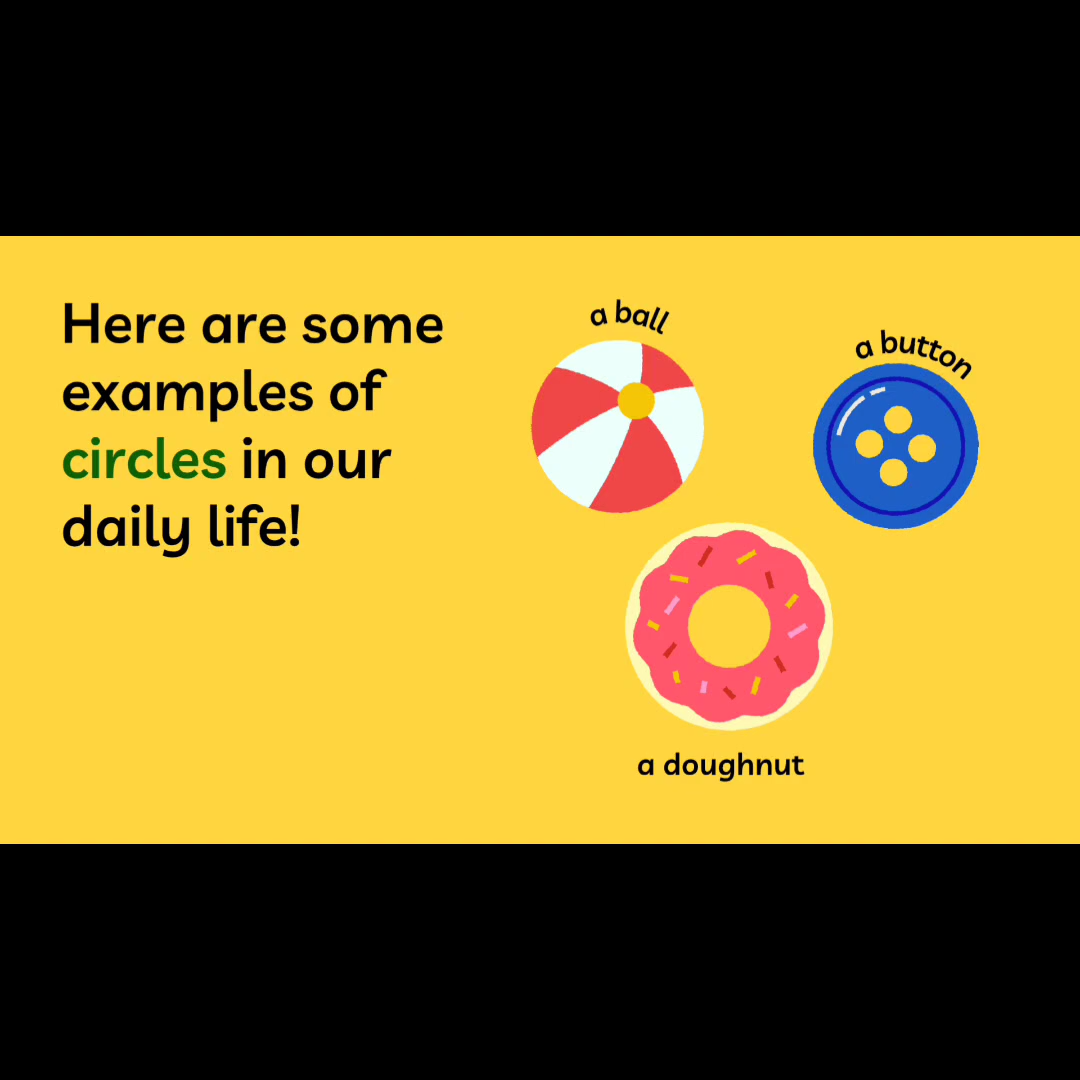 Here are some
examples of
circles in our
daily life!
a ball
a button
a doughnut